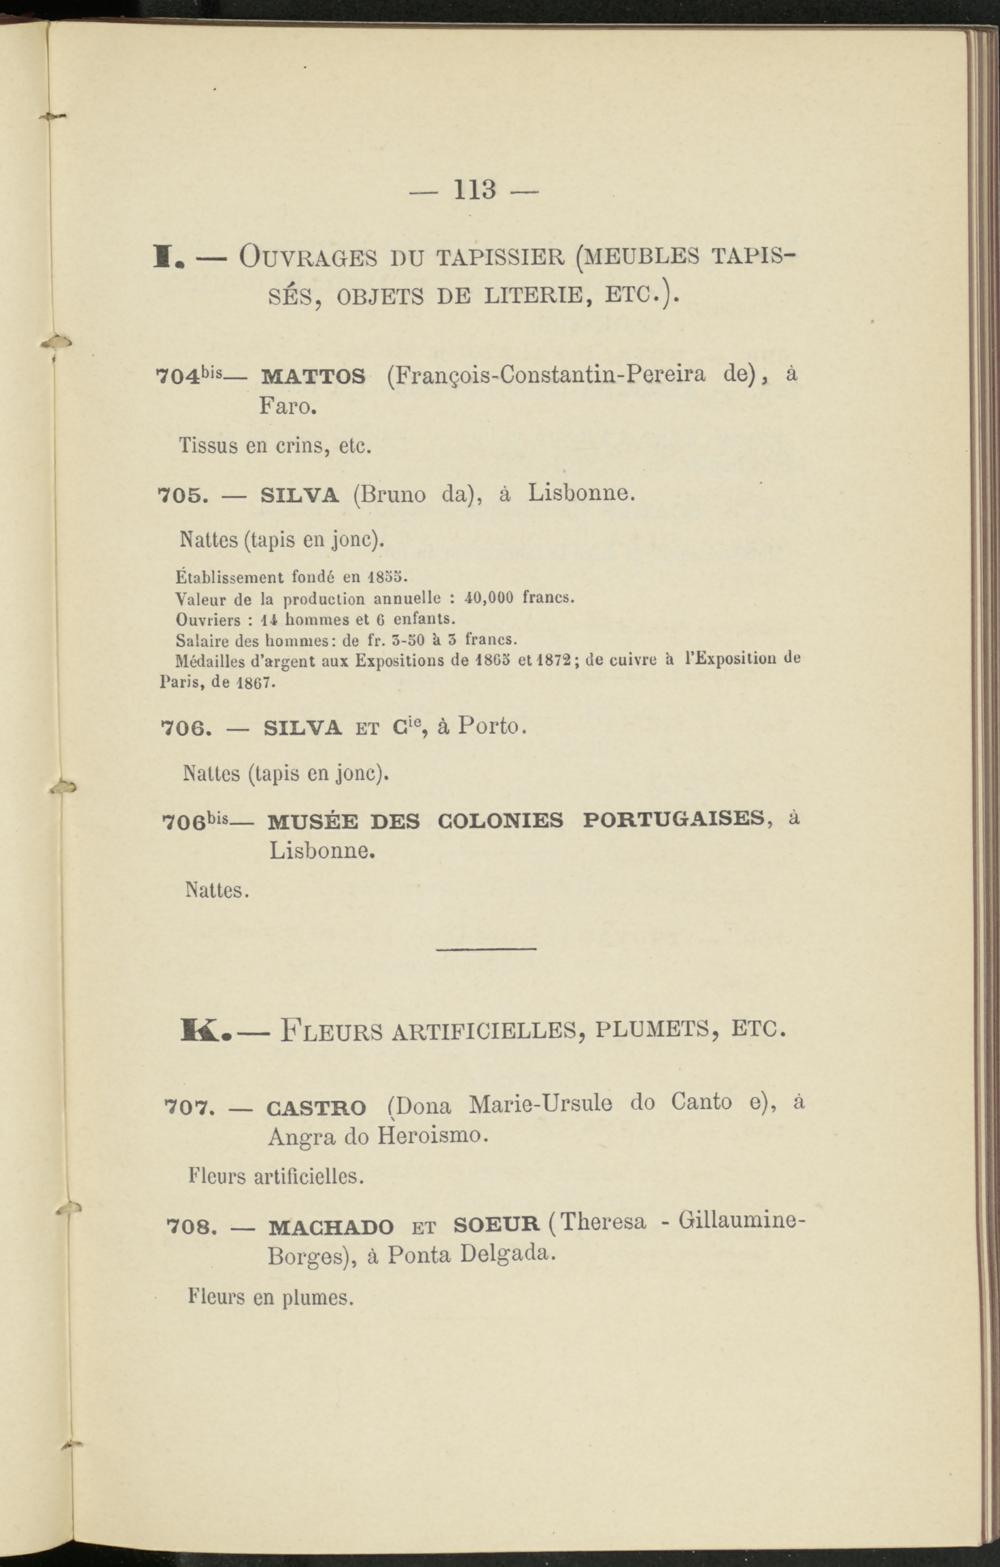 — 113 —
I. — OUVRAGES DU TAPISSIER (MEUBLES TAPIS-
SÉS, OBJETS DE LITERIE, ETC.).
704bis— MATTOS (François-Constantin-Pereira de), à
Faro.
Tissus en crins, etc.
705. — SILVA (Bruno da), à Lisbonne.
Nattes (tapis en jonc).
Établissement fondé en 1855.
Valeur de la production annuelle : 40,000 francs.
Ouvriers : 14 hommes et 6 enfants.
Salaire des hommes: de fr. 3-50 à 3 francs.
Médailles d'argent aux Expositions de 1865 et 1872; de cuivre à l'Exposition de
Paris, de 1867.
706. — SILVA ET Cie, à Porto.
Nattes (tapis en jonc).
706bis— MUSÉE DES COLONIES PORTUGAISES, à
Lisbonne.
Nattes.
K.— FLEURS ARTIFICIELLES, PLUMETS, ETC.
707. — CASTRO (Dona Marie-Ursule do Canto e), à
Angra do Heroismo.
Fleurs artificielles.
708. — MACHADO ET SOEUR (Theresa - Gillaumine-
Borges), à Ponta Delgada.
Fleurs en plumes.